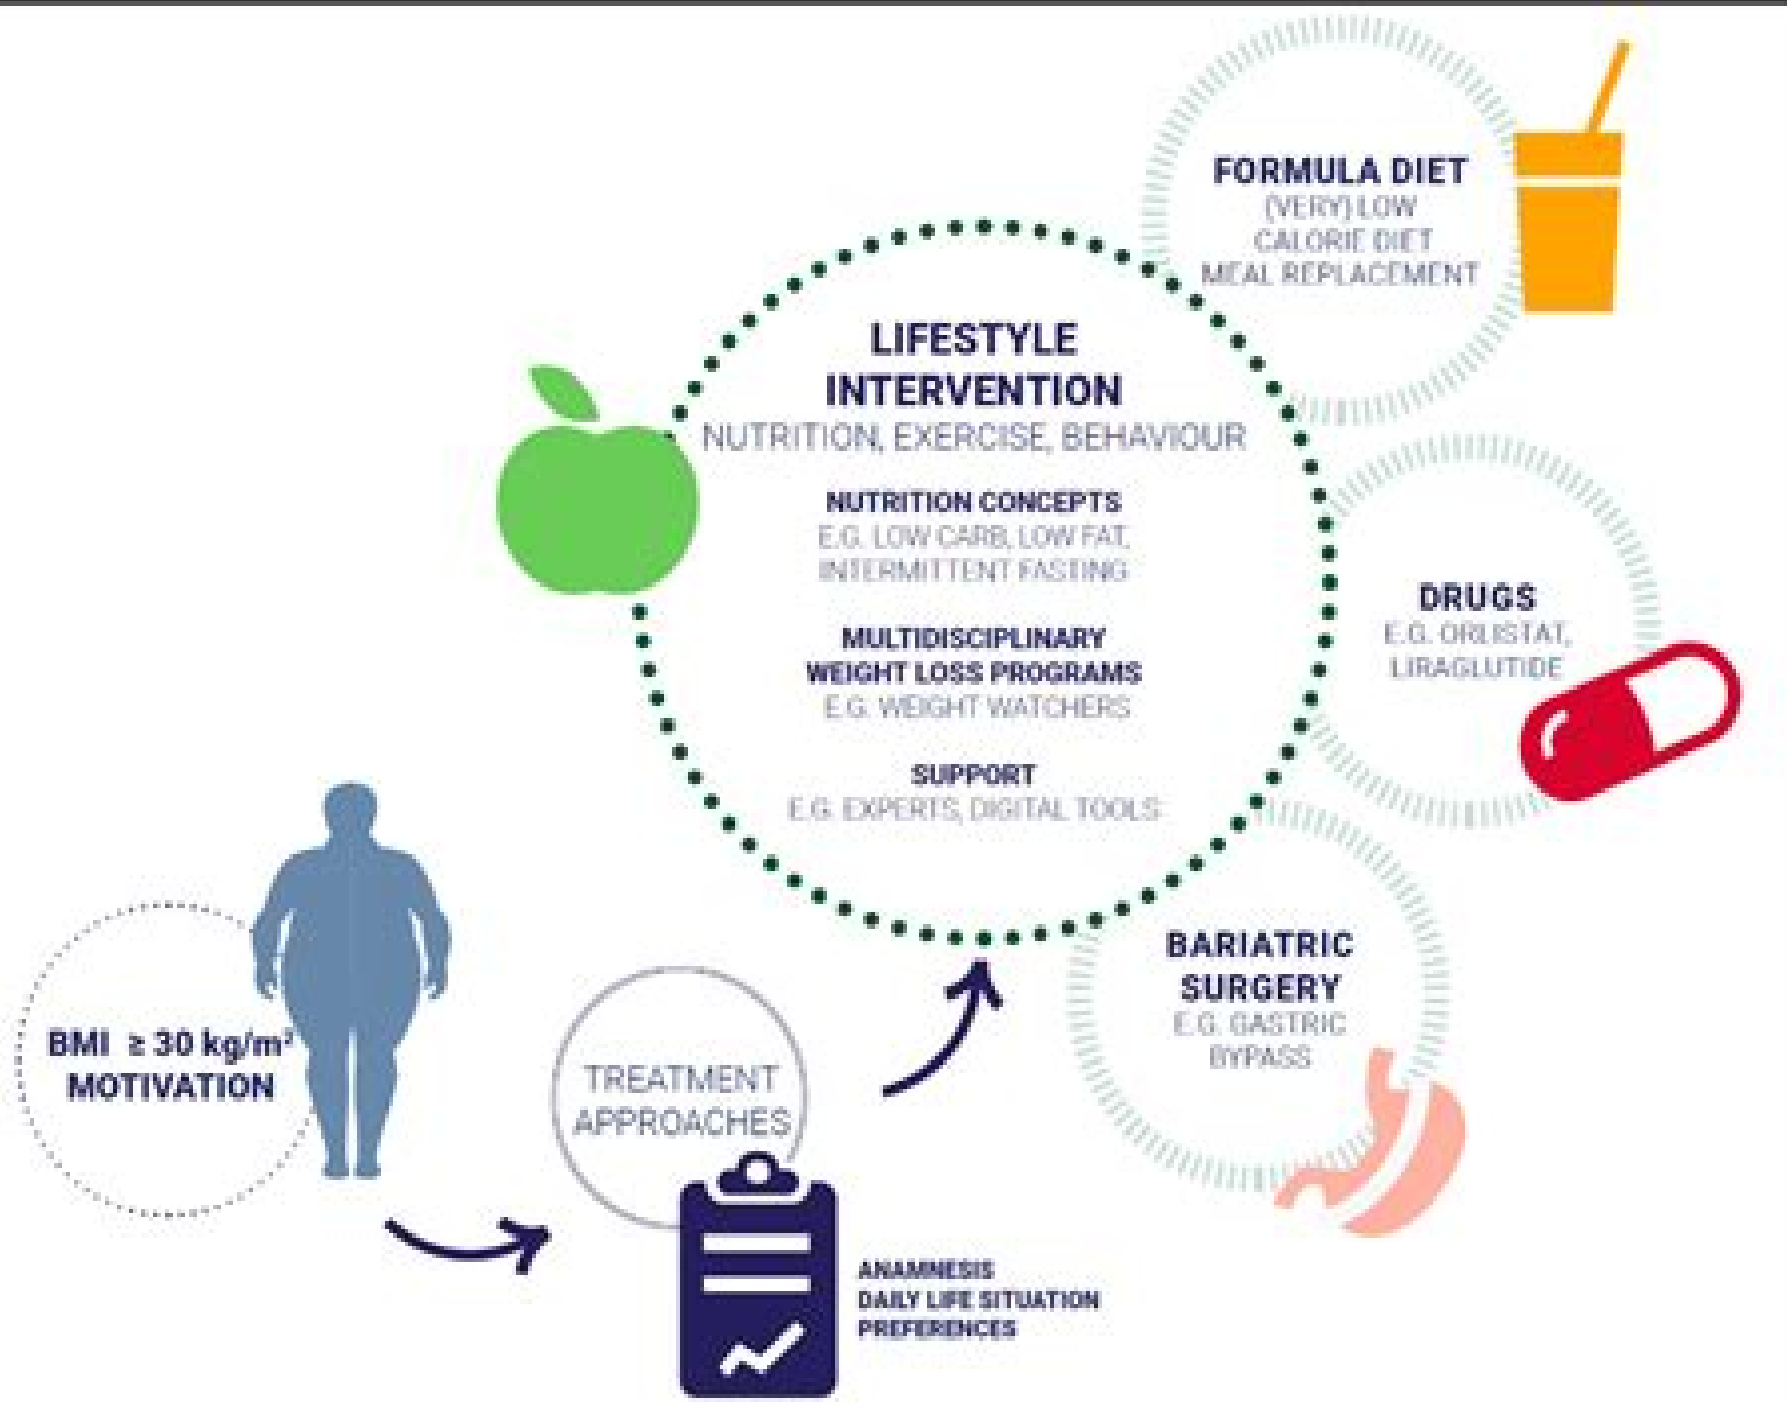 FORMULA DIET
(VERY) LOW
CALORIE DIET
MEAL REPLACEMENT
LIFESTYLE
INTERVENTION
NUTRITION, EXERCISE, BEHAVIOUR
NUTRITION CONCEPTS
E.G. LOW CARB, LOW FAT,
INTERMITTENT FASTING
MULTIDISCIPLINARY
WEIGHT LOSS PROGRAMS
E.G. WEIGHT WATCHERS
SUPPORT
E.G. EXPERTS, DIGITAL TOOLS
DRUGS
E.G. ORLISTAT,
LIRAGLUTIDE
BARIATRIC
SURGERY
E.G. GASTRIC
BYPASS
BMI ≥ 30 kg/m²
MOTIVATION
TREATMENT
APPROACHES
ANAMNESIS
DAILY LIFE SITUATION
PREFERENCES